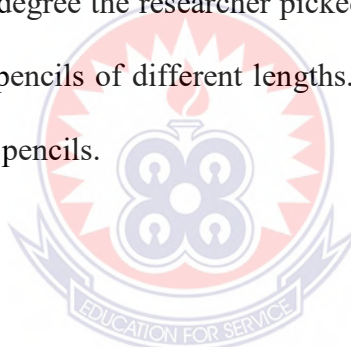 degree the researcher picked
pencils of different lengths.
pencils.
EDUCATION FOR SERVICE